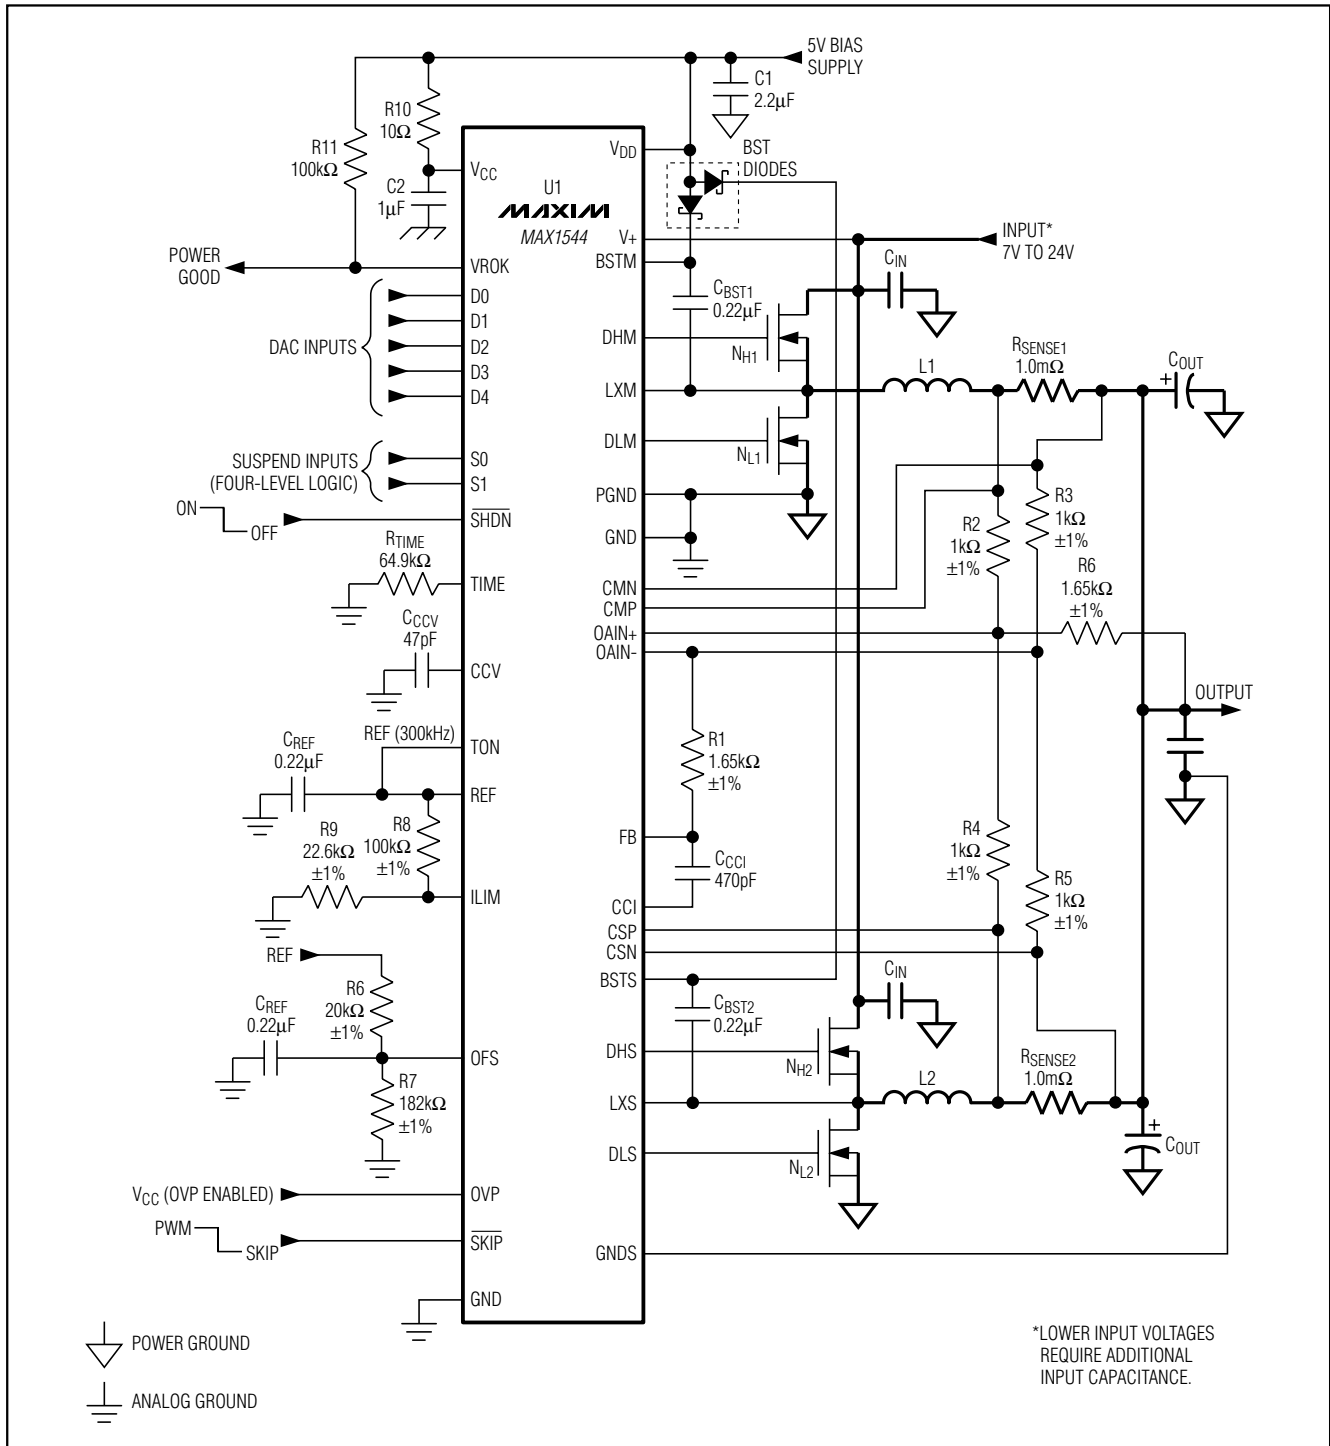 5V BIAS
SUPPLY
C1
2.2µF
R10
10Ω
R11
100kΩ
C2
1µF
VCC
U1
MAXIM
MAX1544
VDD
BST
DIODES
V+
INPUT*
7V TO 24V
POWER
GOOD
VROK
BSTM
CBST1
0.22µF
CIN
DAC INPUTS
D0
D1
D2
D3
D4
DHM
NH1
LXM
L1
RSENSE1
1.0mΩ
+
COUT
DLM
NL1
SUSPEND INPUTS
(FOUR-LEVEL LOGIC)
S0
S1
ON
OFF
SHDN
PGND
GND
R2
1kΩ
±1%
R3
1kΩ
±1%
RTIME
64.9kΩ
TIME
CMN
CMP
R6
1.65kΩ
±1%
CCCV
47pF
CCV
OAIN+
OAIN-
OUTPUT
REF (300kHz)
TON
CREF
0.22µF
REF
R1
1.65kΩ
±1%
R9
22.6kΩ
±1%
R8
100kΩ
±1%
ILIM
FB
CCCI
470pF
CCI
R4
1kΩ
±1%
R5
1kΩ
±1%
CSP
CSN
REF
R6
20kΩ
±1%
CREF
0.22µF
OFS
R7
182kΩ
±1%
BSTS
CBST2
0.22µF
CIN
DHS
NH2
LXS
L2
RSENSE2
1.0mΩ
DLS
NL2
+
COUT
VCC (OVP ENABLED)
OVP
PWM
SKIP
SKIP
GNDS
GND
POWER GROUND
ANALOG GROUND
*LOWER INPUT VOLTAGES
REQUIRE ADDITIONAL
INPUT CAPACITANCE.